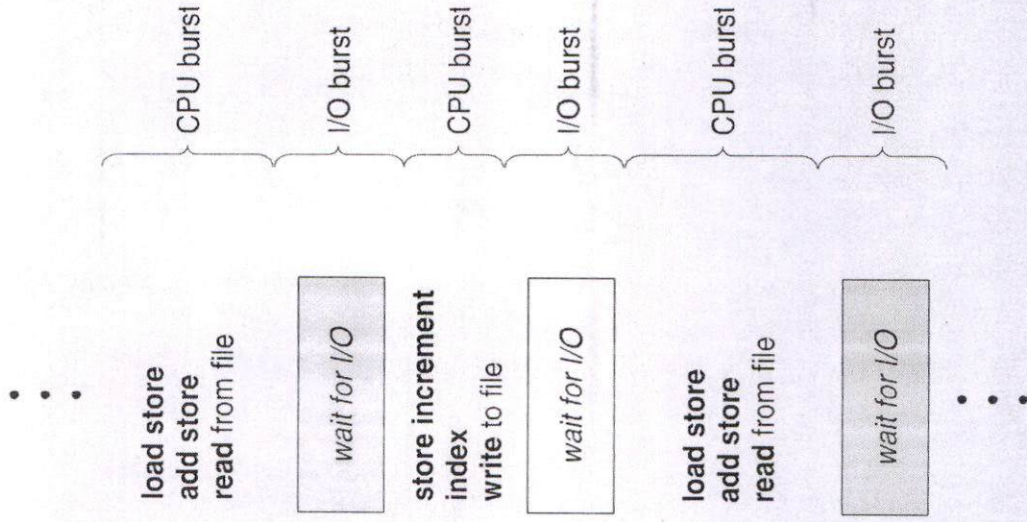 load store
add store
read from file
CPU burst
wait for I/O
I/O burst
store increment
index
write to file
CPU burst
wait for I/O
I/O burst
load store
add store
read from file
CPU burst
wait for I/O
I/O burst